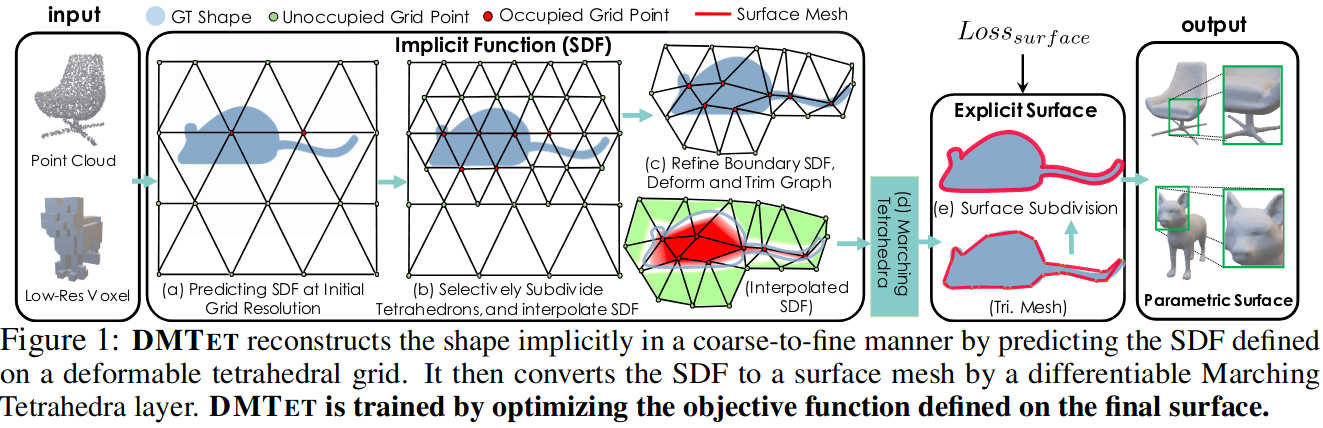 input
GT Shape
Unoccupied Grid Point
Occupied Grid Point
Surface Mesh
Implicit Function (SDF)
Point Cloud
Low-Res Voxel
(a) Predicting SDF at Initial
Grid Resolution
(b) Selectively Subdivide
Tetrahedrons,and interpolate SDF
(c) Refine Boundary SDF,
Deform and Trim Graph
(Interpolated
SDF)
(d) Marching
Tetrahedra
Loss_surface
Explicit Surface
(e) Surface Subdivision
(Tri. Mesh)
output
Parametric Surface
Figure 1: DMTET reconstructs the shape implicitly in a coarse-to-fine manner by predicting the SDF defined
on a deformable tetrahedral grid. It then converts the SDF to a surface mesh by a differentiable Marching
Tetrahedra layer. DMTET is trained by optimizing the objective function defined on the final surface.